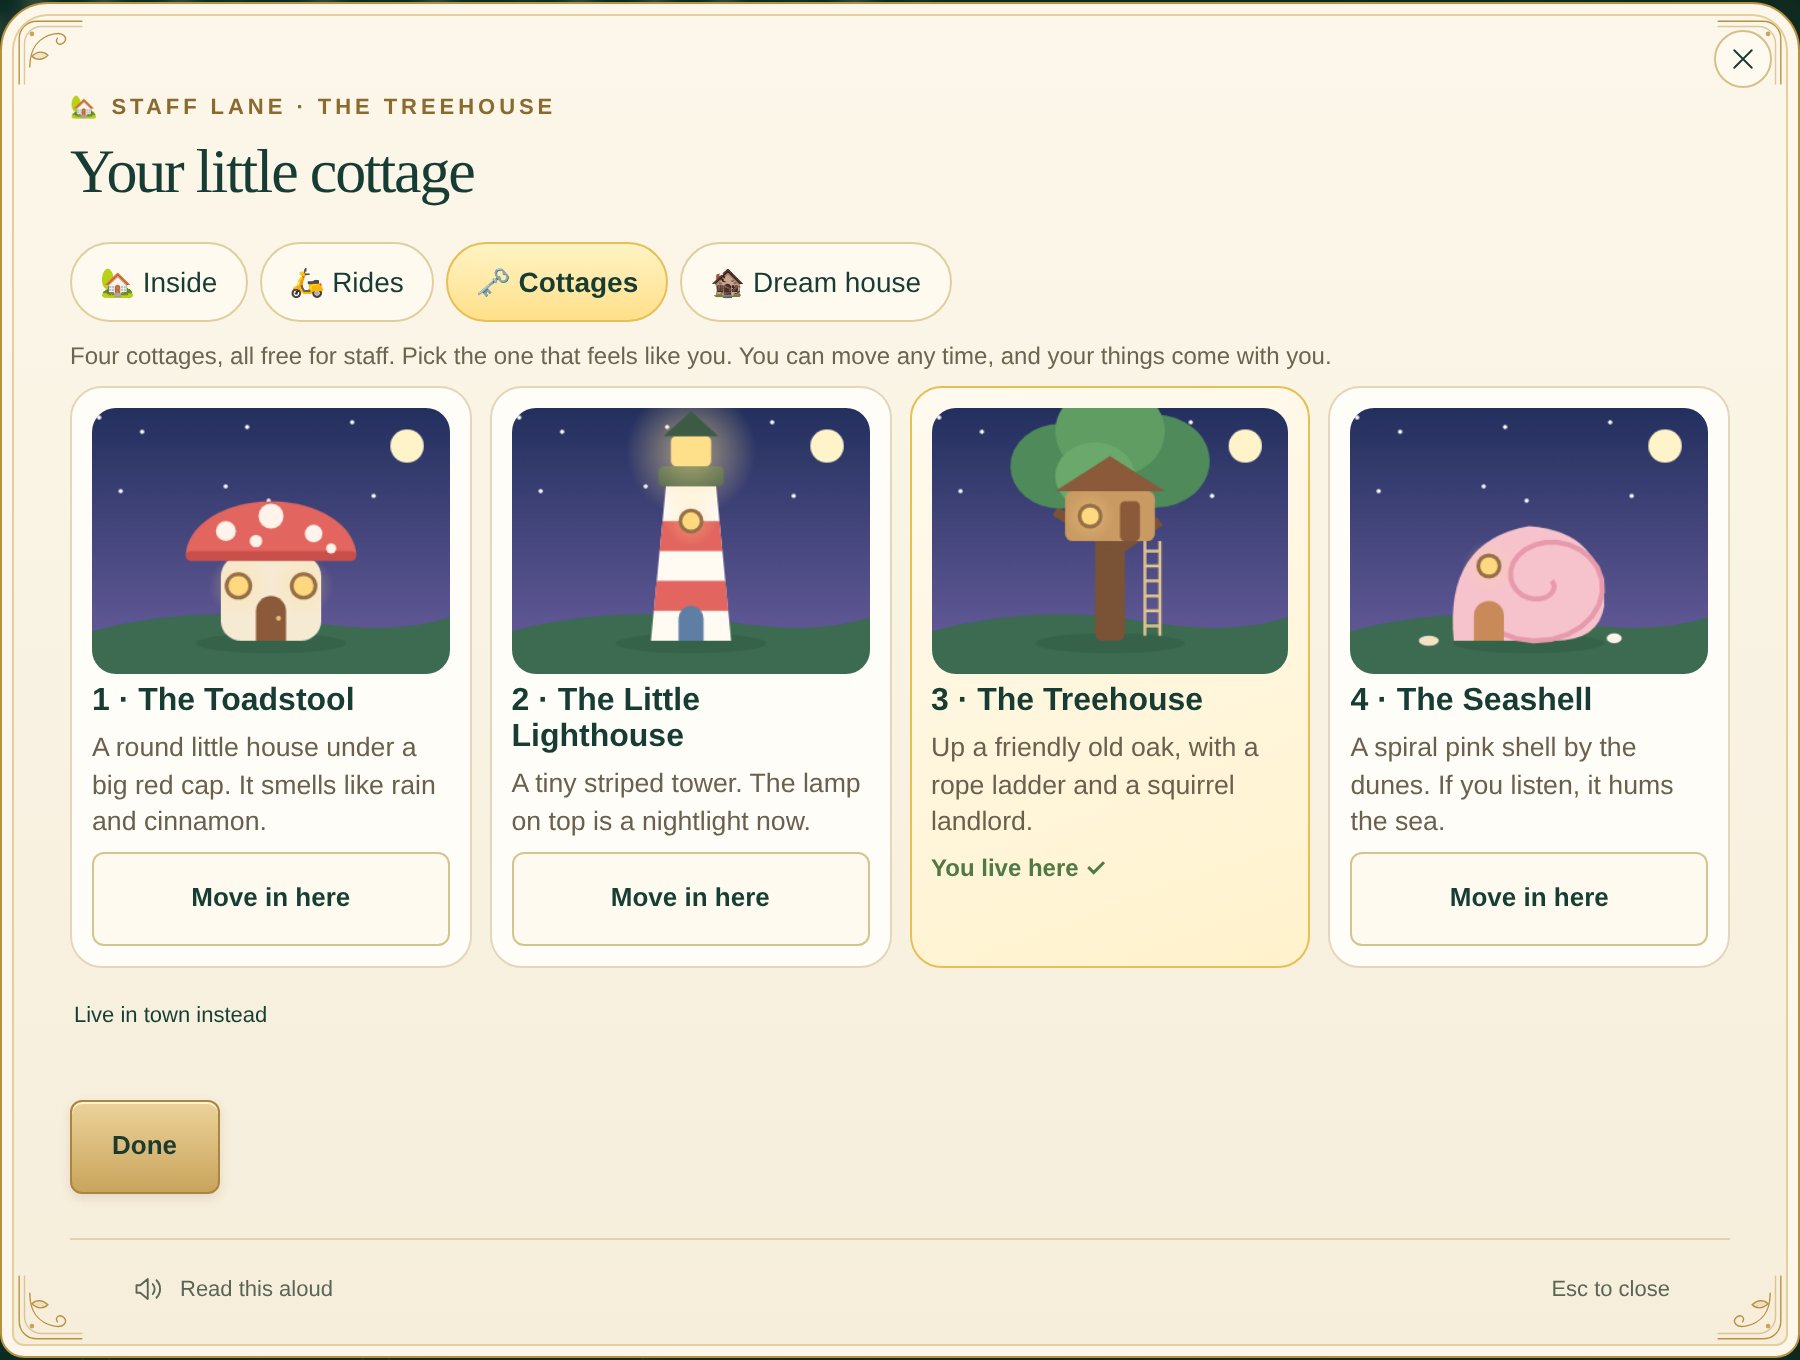 STAFF LANE · THE TREEHOUSE
Your little cottage
Inside
Rides
Cottages
Dream house
Four cottages, all free for staff. Pick the one that feels like you. You can move any time, and your things come with you.
1 · The Toadstool
A round little house under a
big red cap. It smells like rain
and cinnamon.
Move in here
2 · The Little
Lighthouse
A tiny striped tower. The lamp
on top is a nightlight now.
Move in here
3 · The Treehouse
Up a friendly old oak, with a
rope ladder and a squirrel
landlord.
You live here ✓
4 · The Seashell
A spiral pink shell by the
dunes. If you listen, it hums
the sea.
Move in here
Live in town instead
Done
Read this aloud
Esc to close